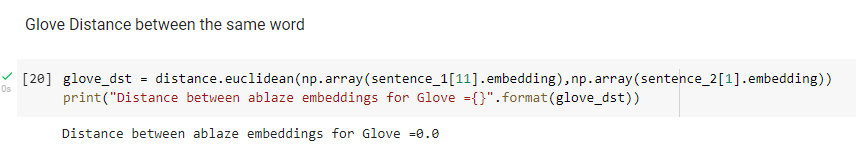 Glove Distance between the same word
[20] glove_dst = distance.euclidean(np.array(sentence_1[11].embedding),np.array(sentence_2[1].embedding))
0s
print("Distance between ablaze embeddings for Glove ={}".format(glove_dst))
Distance between ablaze embeddings for Glove =0.0